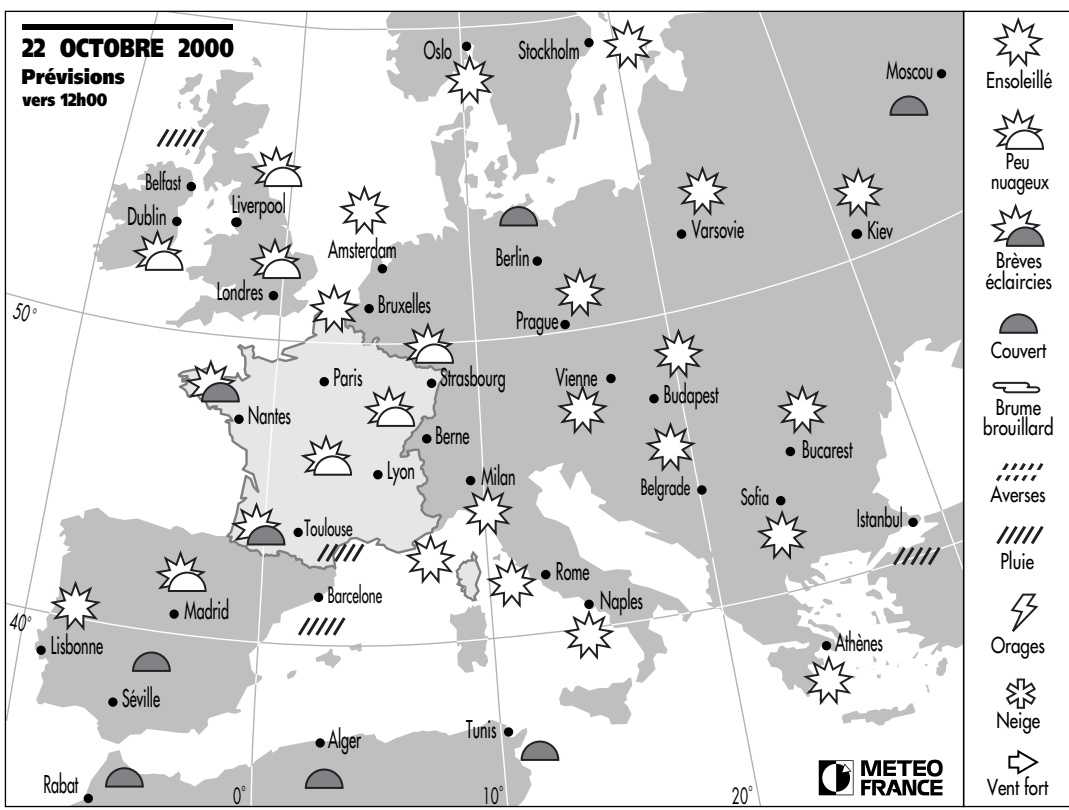 22 OCTOBRE 2000
Prévisions
vers 12h00
Oslo
Stockholm
Moscou
Belfast
Dublin
Liverpool
Amsterdam
Berlin
Varsovie
Kiev
Londres
Bruxelles
Prague
50°
Paris
Strasbourg
Vienne
Budapest
Nantes
Berne
Bucarest
Lyon
Milan
Belgrade
Sofia
Istanbul
Toulouse
Rome
Barcelone
Naples
Madrid
40°
Lisbonne
Athènes
Séville
Tunis
Alger
Rabat
0°
10°
20°
METEO
FRANCE
Ensoleillé
Peu
nuageux
Brèves
éclaircies
Couvert
Brume
brouillard
Averses
Pluie
Orages
Neige
Vent fort